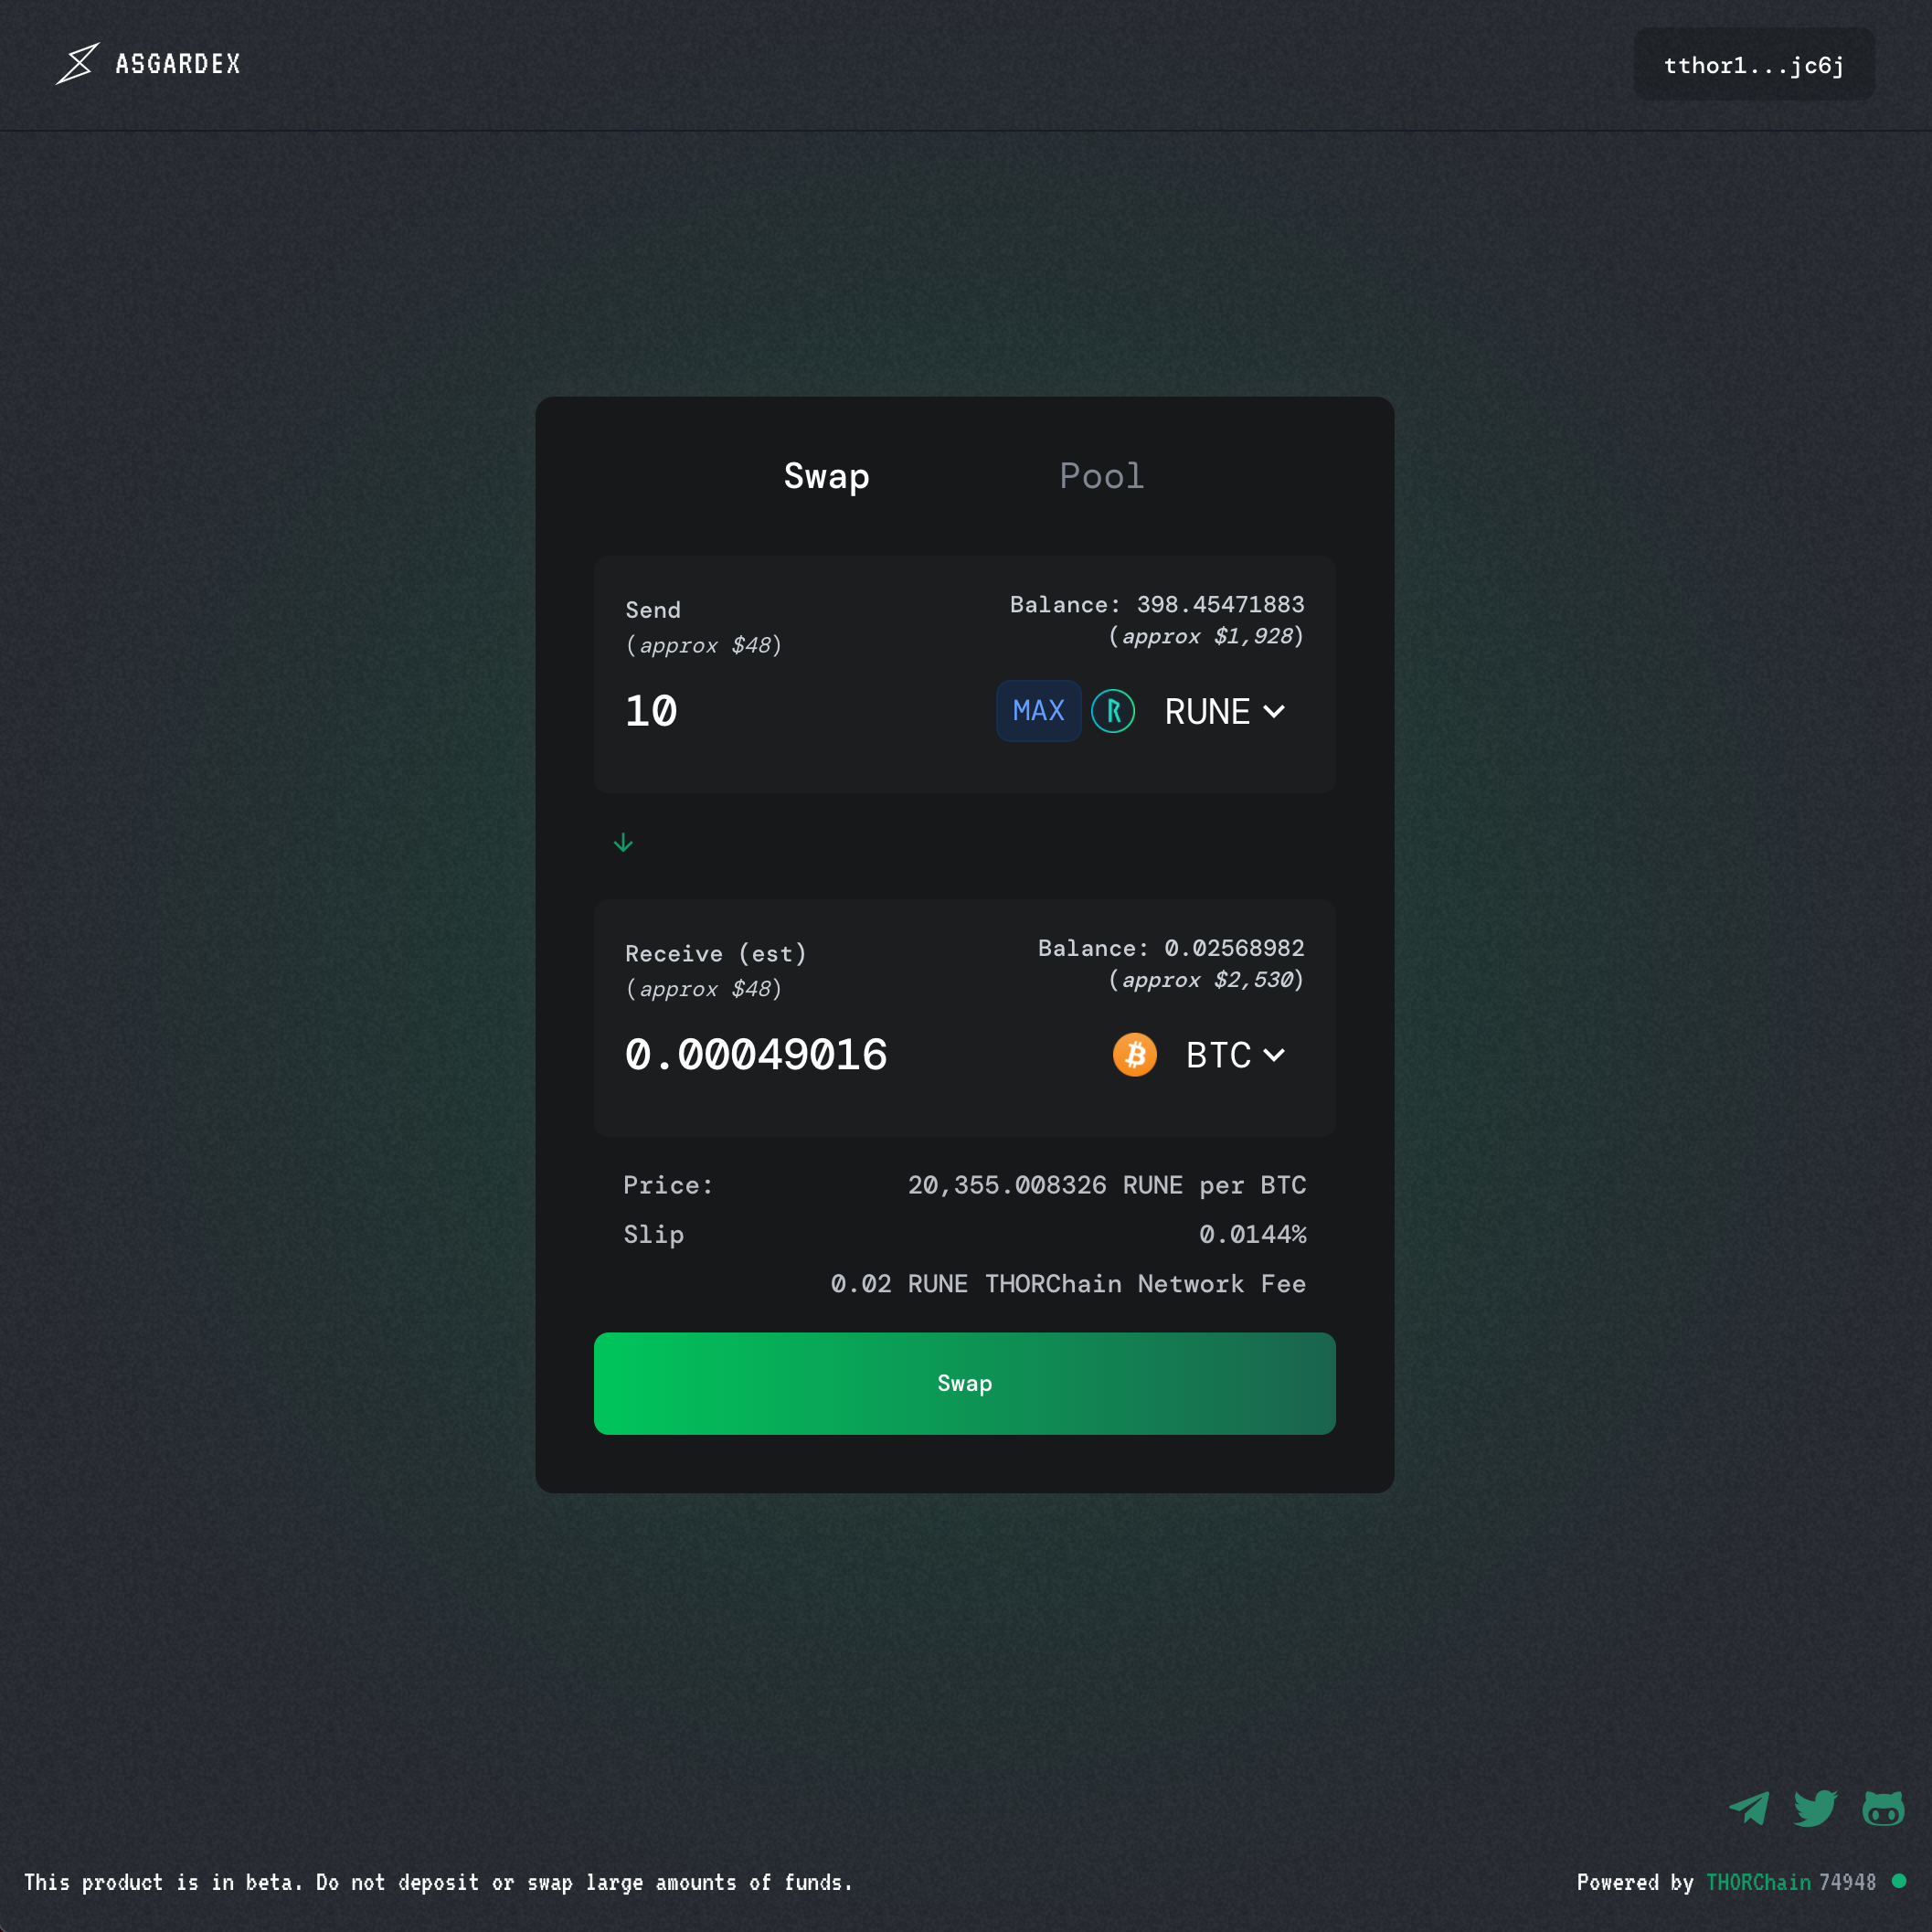 ASGARDEX
tthor1...jc6j
Swap Pool
Send Balance: 398.45471883
(approx $48) (approx $1,928)
10 MAX RUNE
Receive (est) Balance: 0.02568982
(approx $48) (approx $2,530)
0.00049016 BTC
Price: 20,355.008326 RUNE per BTC
Slip 0.0144%
0.02 RUNE THORChain Network Fee
Swap
This product is in beta. Do not deposit or swap large amounts of funds.
Powered by THORChain 74948